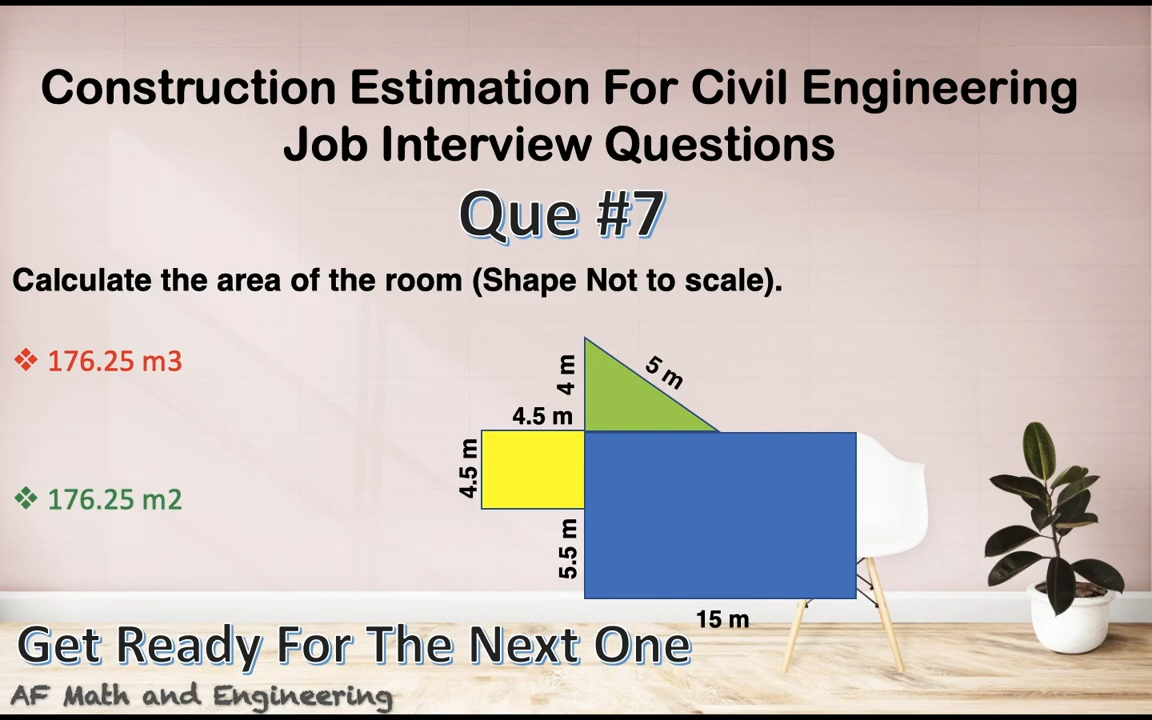 Construction Estimation For Civil Engineering
Job Interview Questions
Que #7
Calculate the area of the room (Shape Not to scale).
❖ 176.25 m3
4 m
5 m
4.5 m
4.5 m
❖ 176.25 m2
5.5 m
15 m
Get Ready For The Next One
AF Math and Engineering